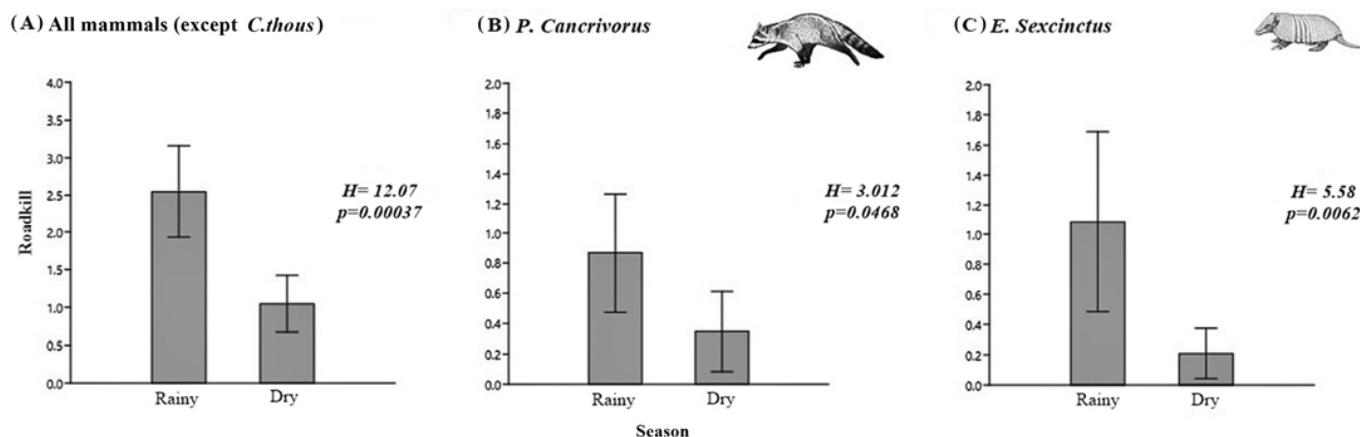 (A) All mammals (except C.thous)
4.0
3.5
3.0
2.5
2.0
1.5
1.0
0.5
0.0
Roadkill
H= 12.07
p=0.00037
Rainy Dry
(B) P. Cancrivorus
2.0
1.8
1.6
1.4
1.2
1.0
0.8
0.6
0.4
0.2
0.0
H= 3.012
p=0.0468
Rainy Dry
(C) E. Sexcinctus
2.0
1.8
1.6
1.4
1.2
1.0
0.8
0.6
0.4
0.2
0.0
H= 5.58
p=0.0062
Rainy Dry
Season